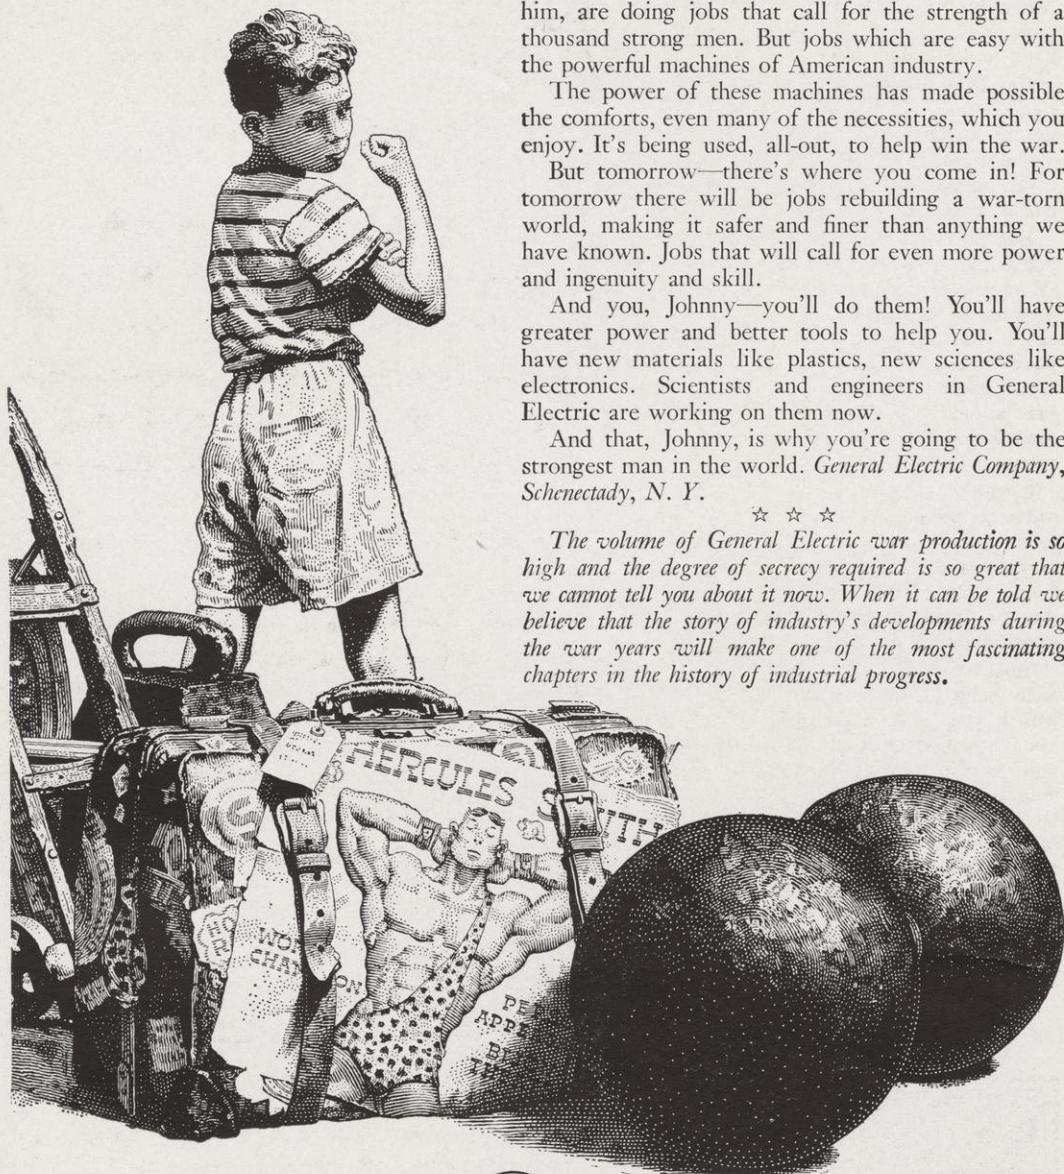 him, are doing jobs that call for the strength of a
thousand strong men. But jobs which are easy with
the powerful machines of American industry.
The power of these machines has made possible
the comforts, even many of the necessities, which you
enjoy. It's being used, all-out, to help win the war.
But tomorrow—there's where you come in! For
tomorrow there will be jobs rebuilding a war-torn
world, making it safer and finer than anything we
have known. Jobs that will call for even more power
and ingenuity and skill.
And you, Johnny—you'll do them! You'll have
greater power and better tools to help you. You'll
have new materials like plastics, new sciences like
electronics. Scientists and engineers in General
Electric are working on them now.
And that, Johnny, is why you're going to be the
strongest man in the world. General Electric Company,
Schenectady, N. Y.
☆ ☆ ☆
The volume of General Electric war production is so
high and the degree of secrecy required is so great that
we cannot tell you about it now. When it can be told we
believe that the story of industry's developments during
the war years will make one of the most fascinating
chapters in the history of industrial progress.
HERCULES